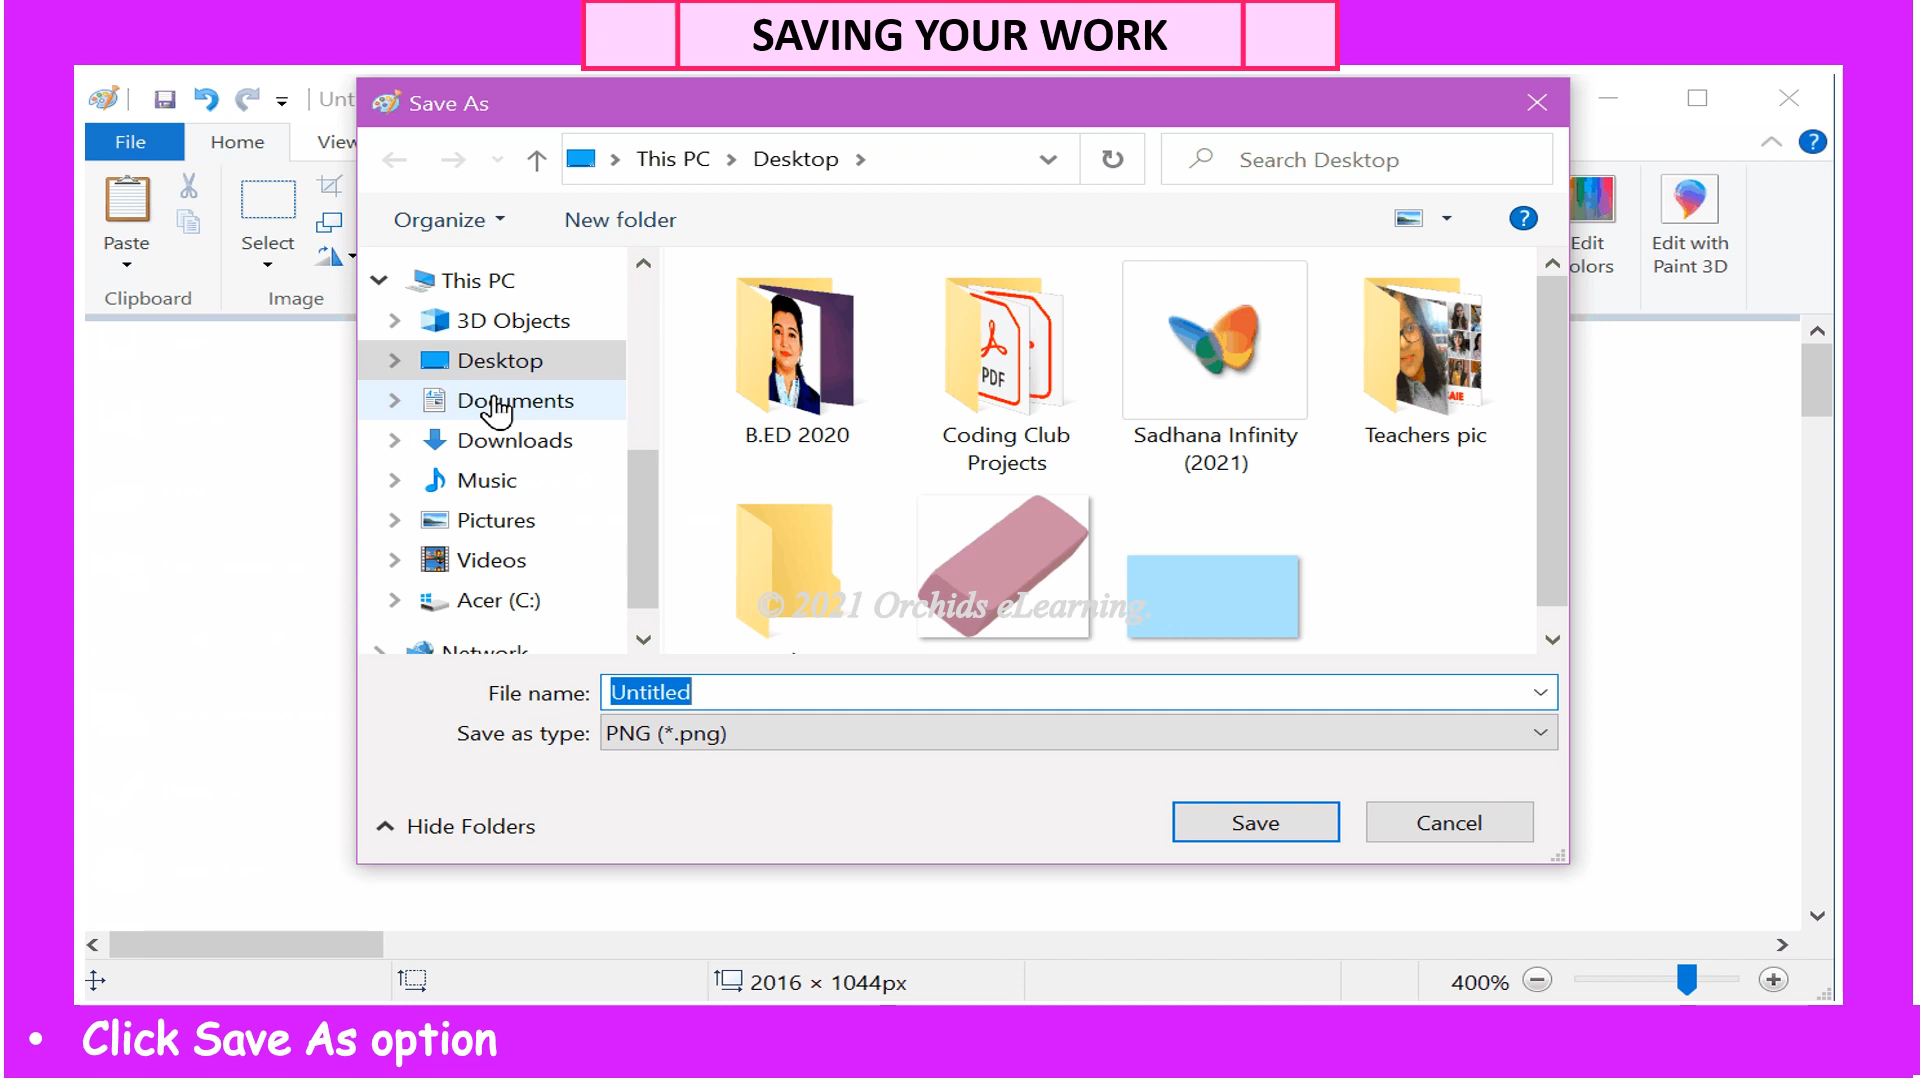 SAVING YOUR WORK
Unt
Save As
File
Home
View
This PC
Desktop
Search Desktop
Organize
New folder
Paste
Select
Clipboard
Image
Edit
olors
Edit with
Paint 3D
This PC
3D Objects
Desktop
Documents
Downloads
Music
Pictures
Videos
Acer (C:)
Network
B.ED 2020
PDF
Coding Club
Projects
Sadhana Infinity
(2021)
Teachers pic
© 2021 Orchids eLearning.
File name:
Untitled
Save as type:
PNG (*.png)
Hide Folders
Save
Cancel
2016 × 1044px
400%
• Click Save As option